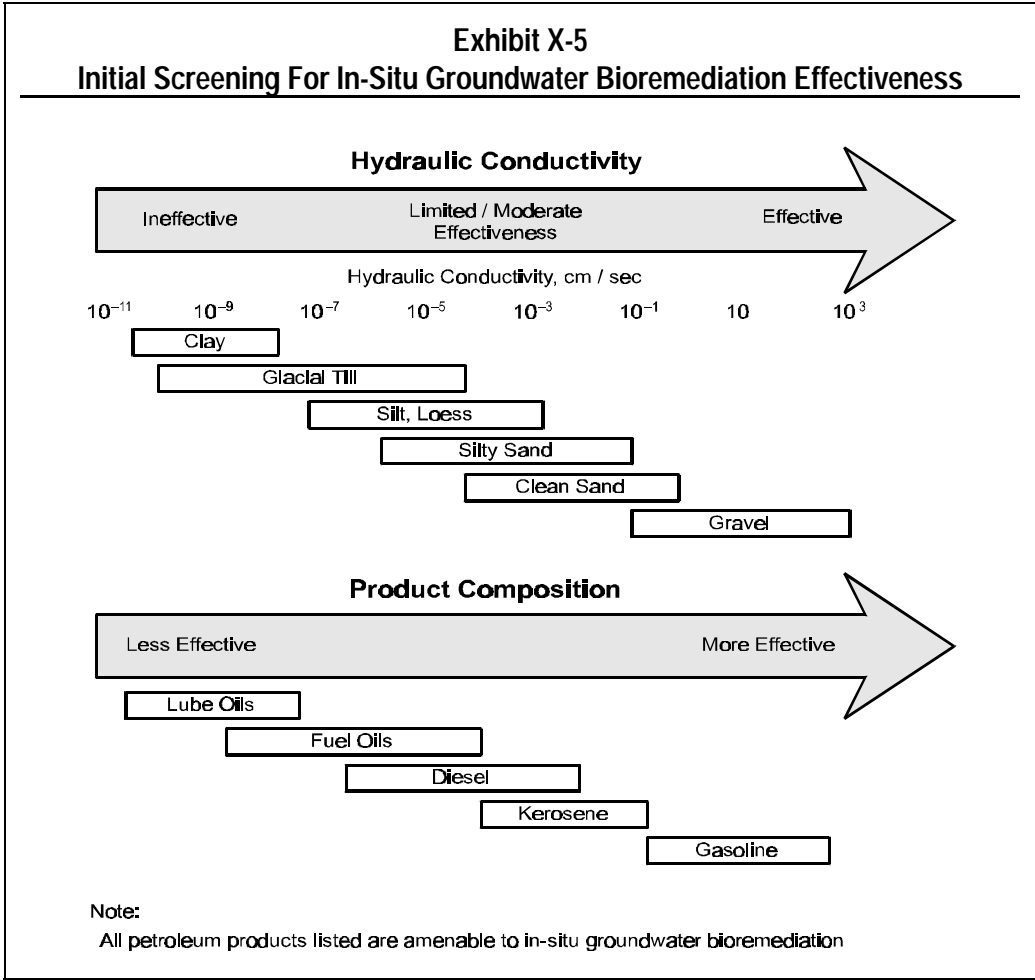 Exhibit X-5
Initial Screening For In-Situ Groundwater Bioremediation Effectiveness
Hydraulic Conductivity
Ineffective
Limited / Moderate
Effectiveness
Effective
Hydraulic Conductivity, cm / sec
10⁻¹¹ 10⁻⁹ 10⁻⁷ 10⁻⁵ 10⁻³ 10⁻¹ 10 10³
Clay
Glacial Till
Silt, Loess
Silty Sand
Clean Sand
Gravel
Product Composition
Less Effective More Effective
Lube Oils
Fuel Oils
Diesel
Kerosene
Gasoline
Note:
All petroleum products listed are amenable to in-situ groundwater bioremediation